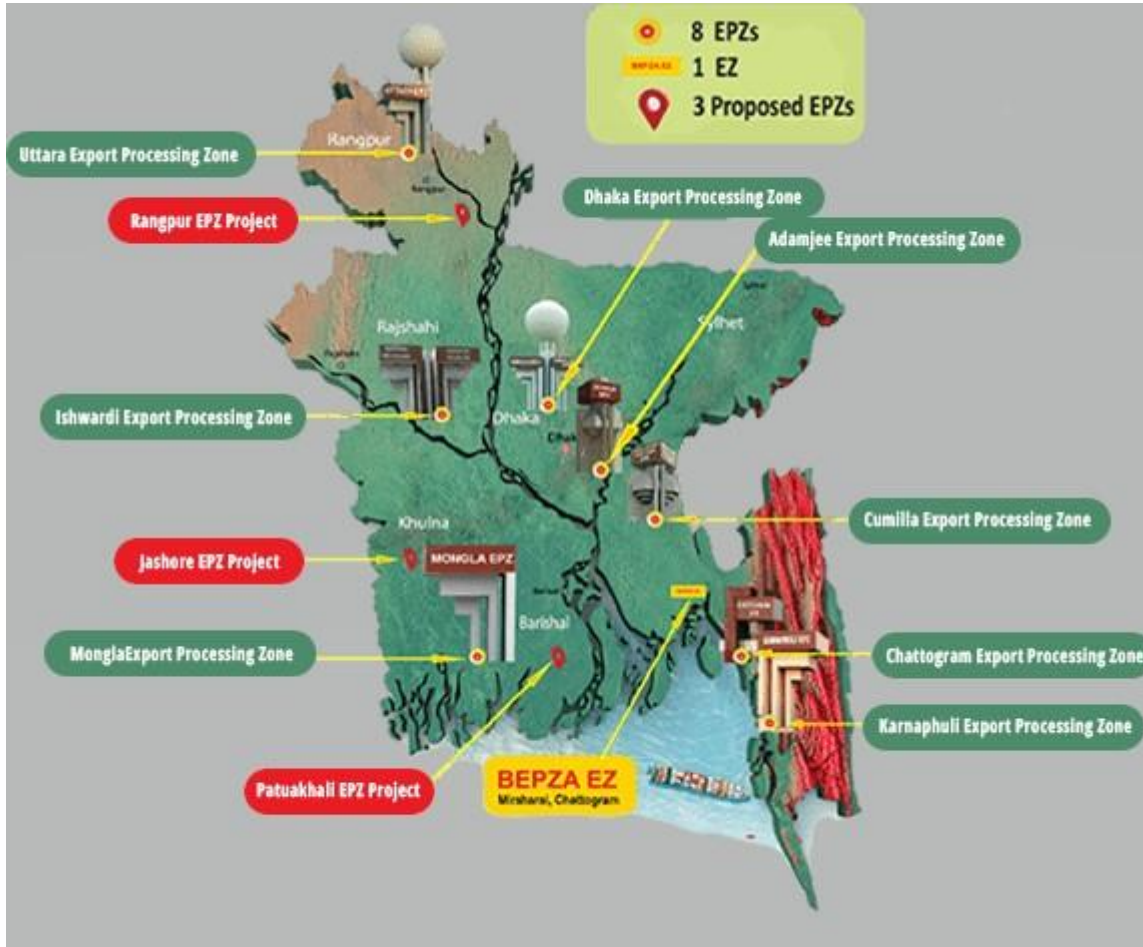 8 EPZs
BEPZA EZ
1 EZ
3 Proposed EPZs
Rangpur
Uttara Export Processing Zone
Rangpur
Dhaka Export Processing Zone
Rangpur EPZ Project
Adamjee Export Processing Zone
Sylhet
Rajshahi
Ishwardi Export Processing Zone
Dhaka
Cumilla Export Processing Zone
Khulna
Jashore EPZ Project
MONGLA EPZ
Barishal
MonglaExport Processing Zone
Chattogram Export Processing Zone
Karnaphuli Export Processing Zone
Patuakhali EPZ Project
BEPZA EZ
Mirsharai, Chattogram